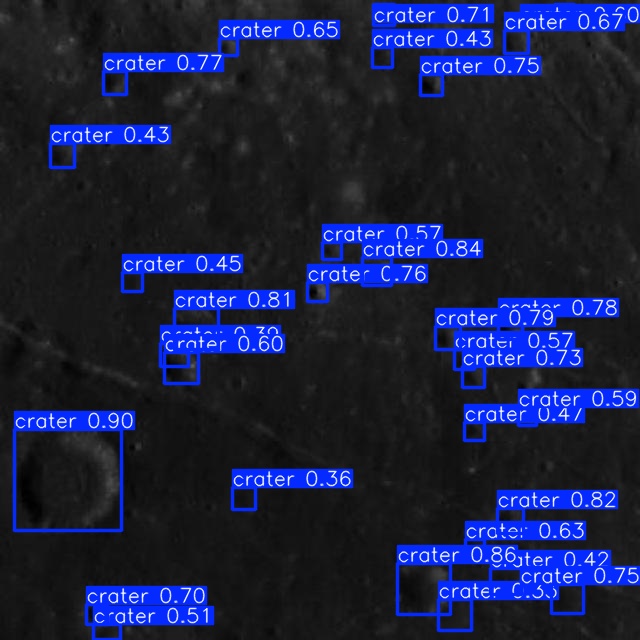 crater 0.71
crater 0.67
crater 0.65
crater 0.43
crater 0.77
crater 0.75
crater 0.43
crater 0.57
crater 0.84
crater 0.45
crater 0.76
crater 0.81
crater 0.78
crater 0.79
crater 0.60
crater 0.57
crater 0.73
crater 0.59
crater 0.47
crater 0.90
crater 0.36
crater 0.82
crater 0.63
crater 0.86
crater 0.42
crater 0.75
crater
crater 0.70
crater 0.51